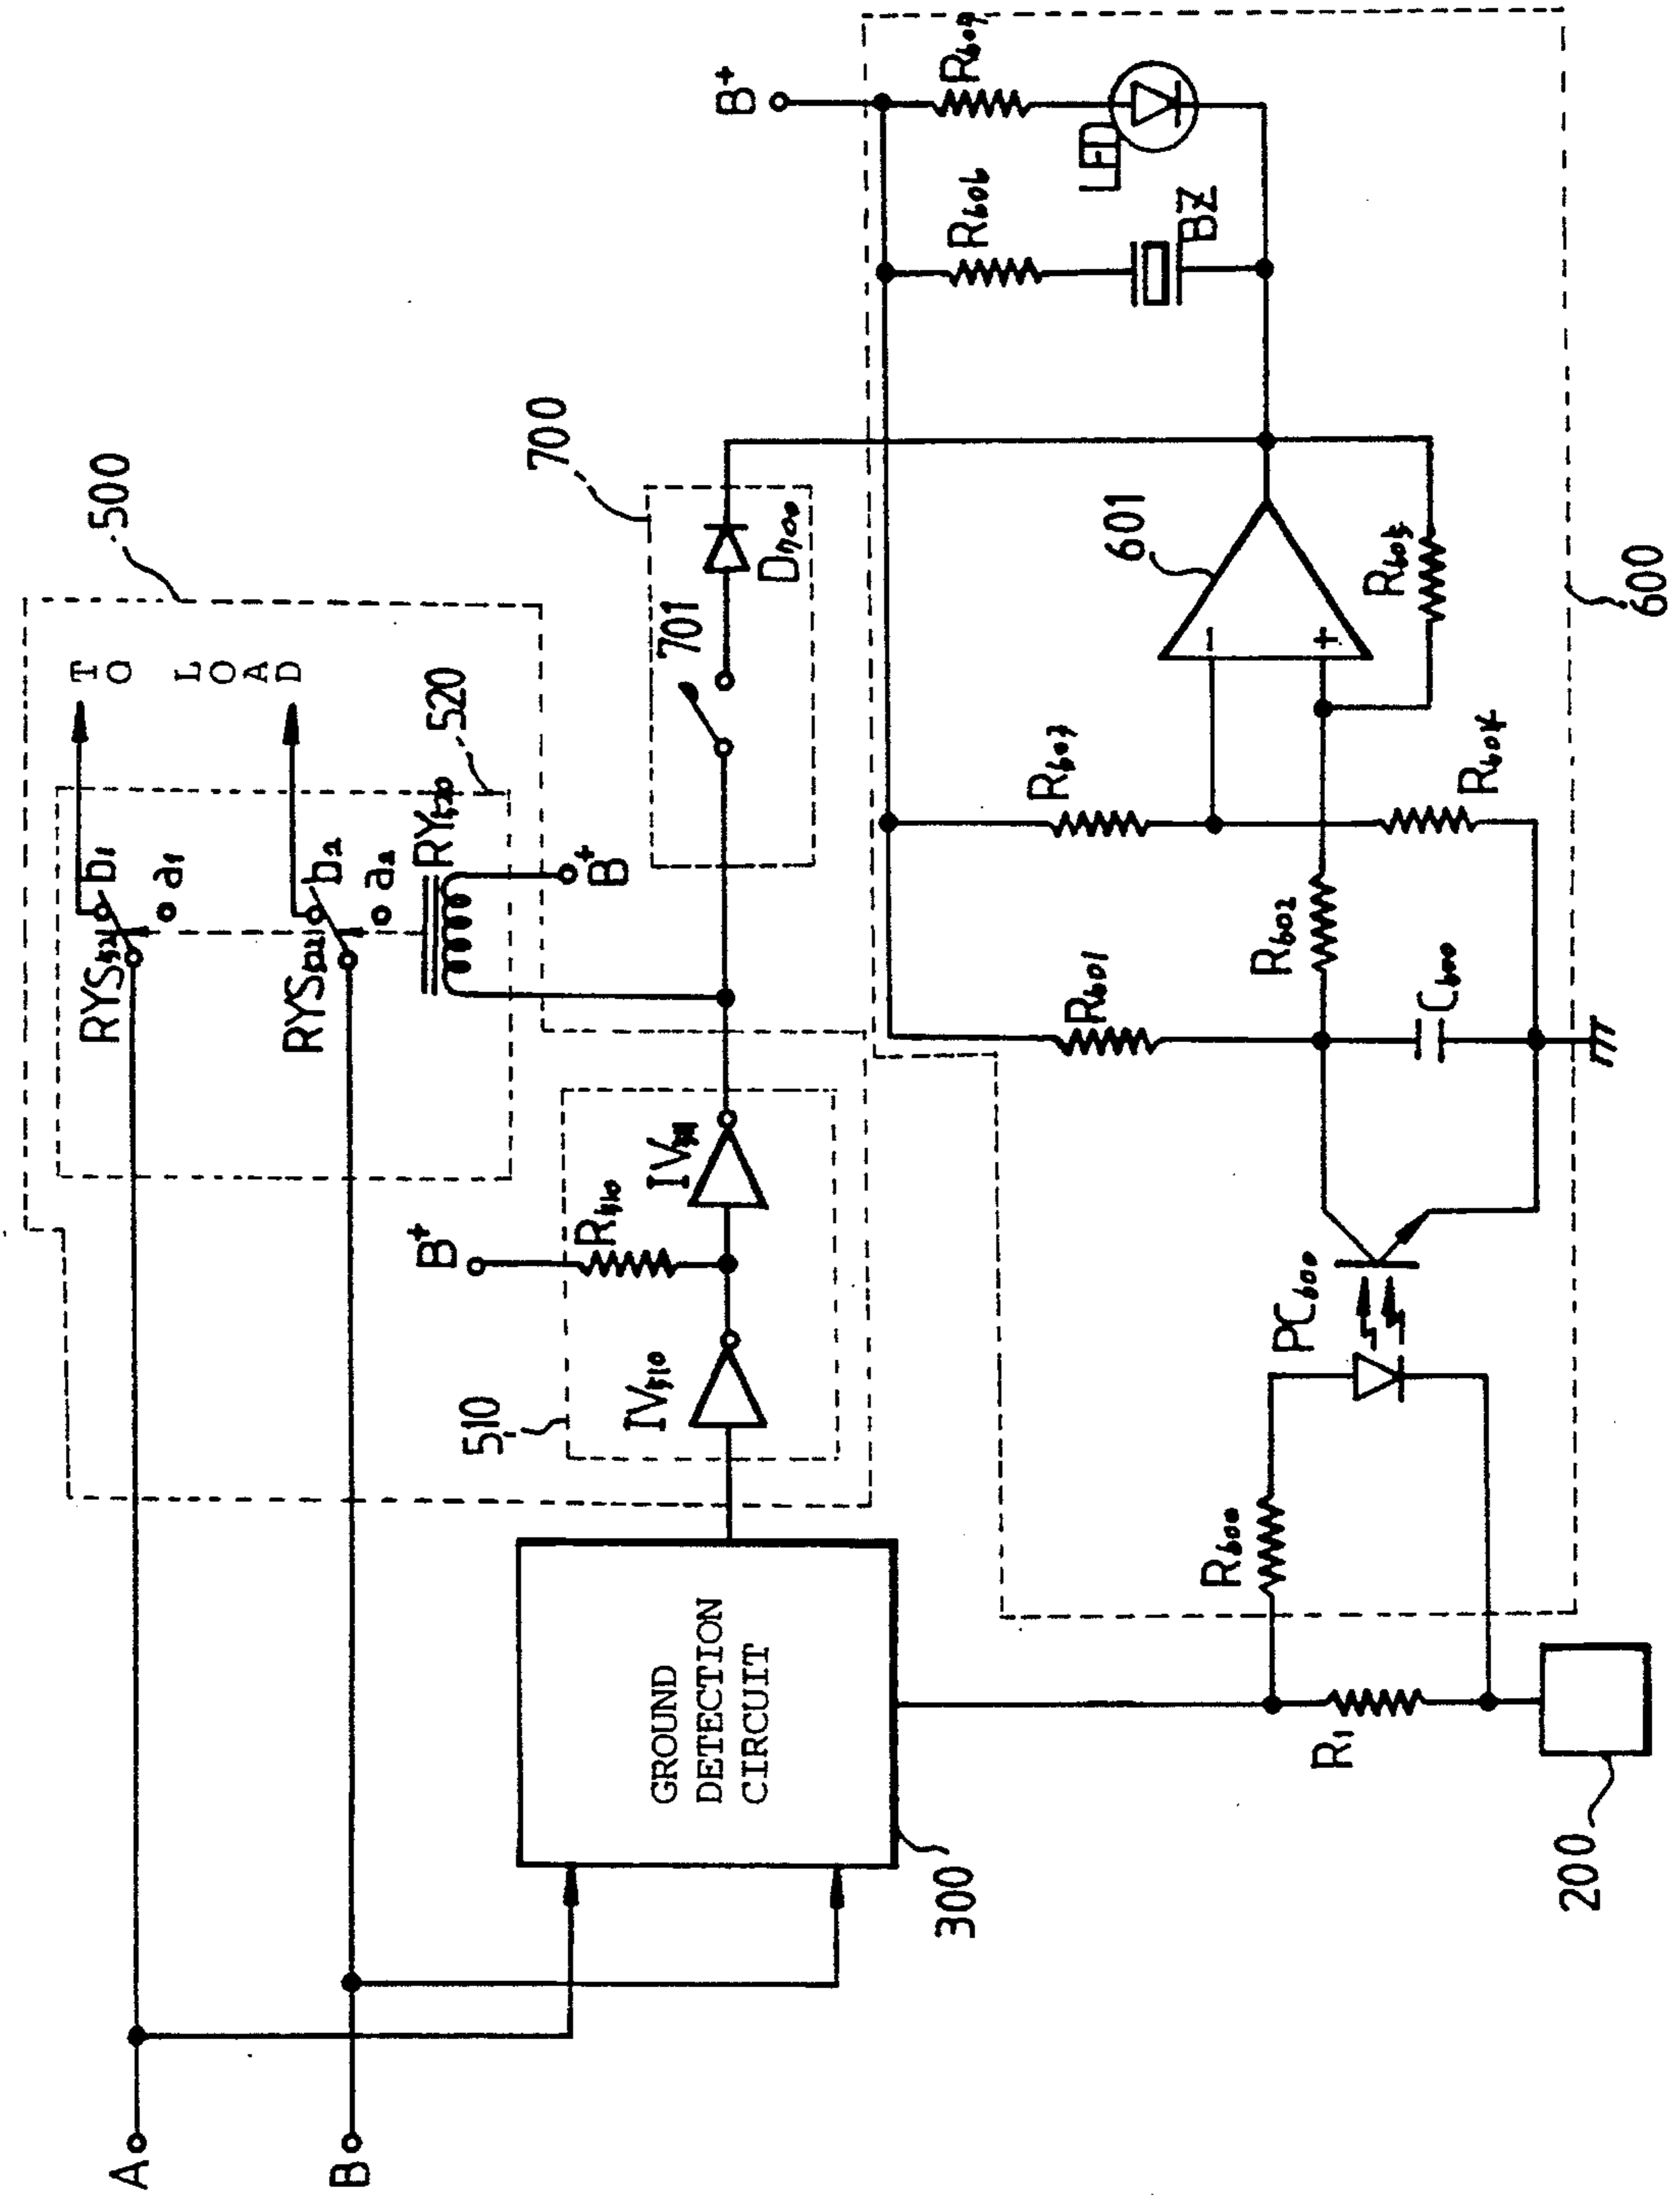 A
B
RYS521
b1
a1
TO LOAD
500
RYS522
b2
a2
520
RY520
B+
B+
510
IV510
R510
IV511
700
701
D700
B+
GROUND
DETECTION
CIRCUIT
300
R1
200
R600
PC600
R601
C600
R602
R603
R604
601
-
+
R605
R606
BZ
LED
R607
600